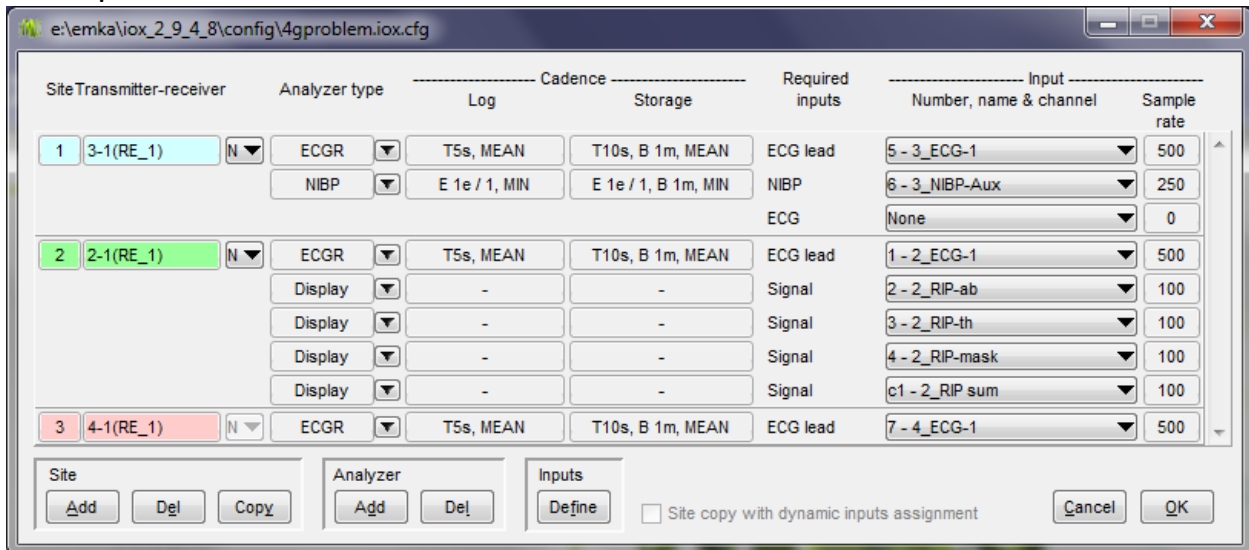 e:\emka\iox_2_9_4_8\config\4gproblem.iox.cfg
Site Transmitter-receiver Analyzer type -------------------- Cadence ---------------------- Required inputs ---------------------- Input ----------------------
Log Storage Number, name & channel Sample rate
1 3-1(RE_1) N ECGR T5s, MEAN T10s, B 1m, MEAN ECG lead 5 - 3_ECG-1 500
NIBP E 1e / 1, MIN E 1e / 1, B 1m, MIN NIBP 6 - 3_NIBP-Aux 250
ECG None 0
2 2-1(RE_1) N ECGR T5s, MEAN T10s, B 1m, MEAN ECG lead 1 - 2_ECG-1 500
Display - - Signal 2 - 2_RIP-ab 100
Display - - Signal 3 - 2_RIP-th 100
Display - - Signal 4 - 2_RIP-mask 100
Display - - Signal c1 - 2_RIP sum 100
3 4-1(RE_1) N ECGR T5s, MEAN T10s, B 1m, MEAN ECG lead 7 - 4_ECG-1 500
Site Analyzer Inputs
Add Del Copy Add Del Define Site copy with dynamic inputs assignment Cancel OK